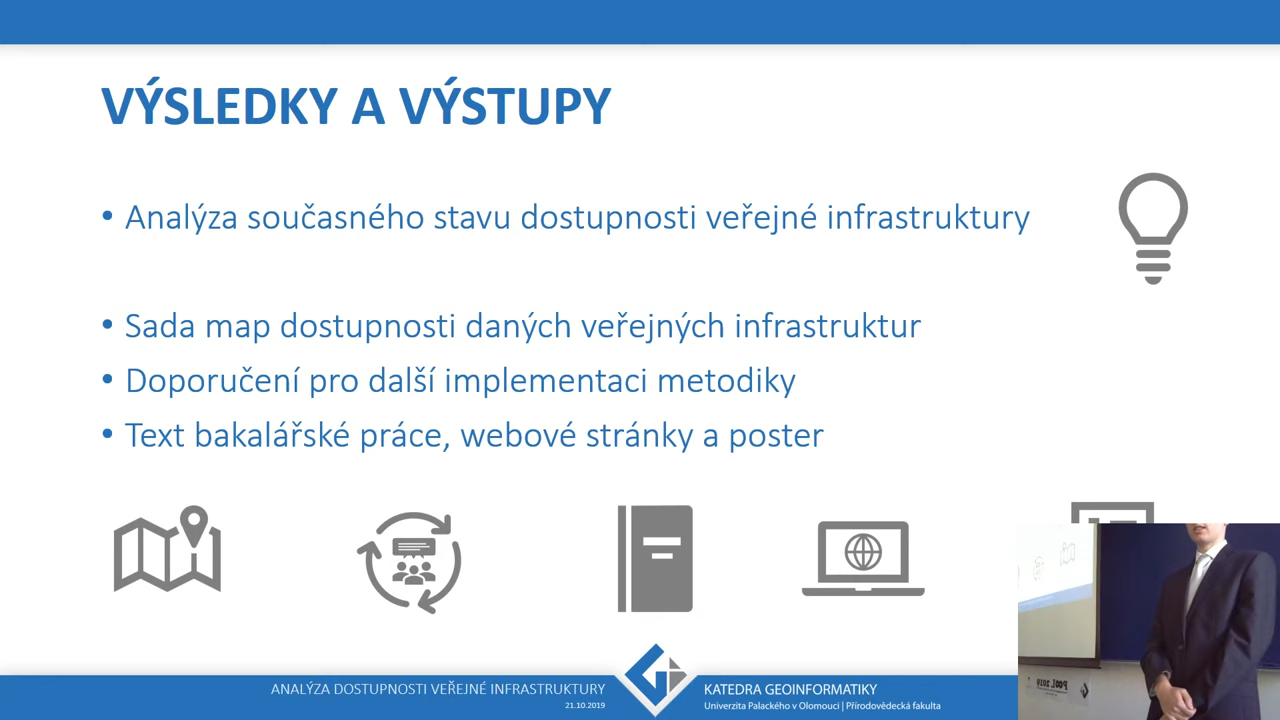 VÝSLEDKY A VÝSTUPY
• Analýza současného stavu dostupnosti veřejné infrastruktury
• Sada map dostupnosti daných veřejných infrastruktur
• Doporučení pro další implementaci metodiky
• Text bakalářské práce, webové stránky a poster
ANALÝZA DOSTUPNOSTI VEŘEJNÉ INFRASTRUKTURY
21.10.2019
KATEDRA GEOINFORMATIKY
Univerzita Palackého v Olomouci | Přírodovědecká fakulta